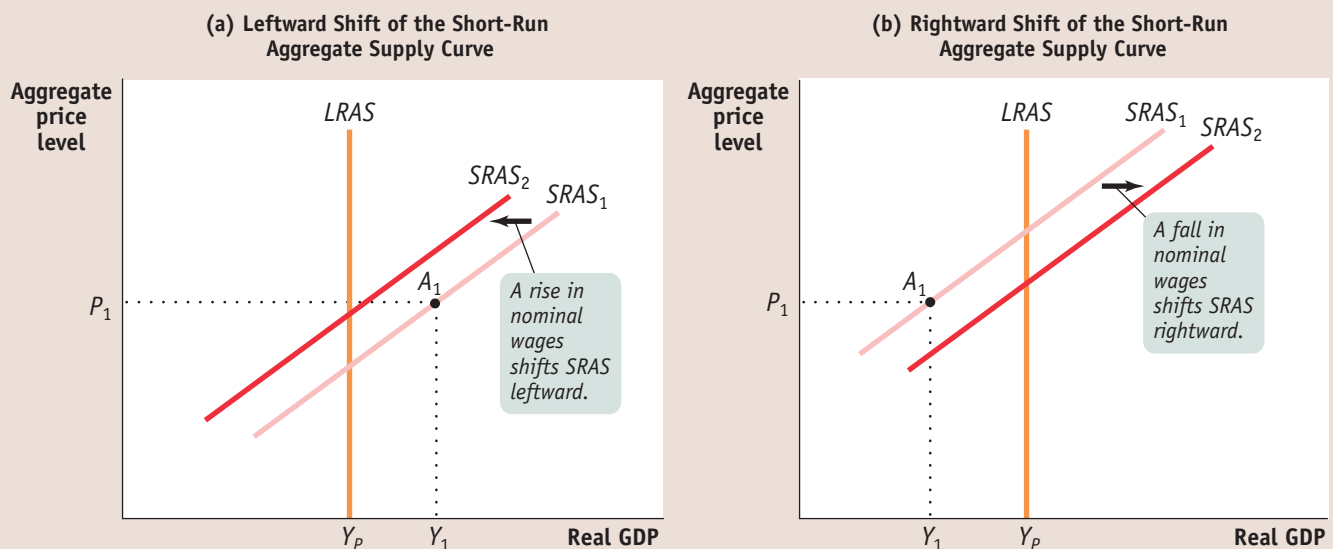 (a) Leftward Shift of the Short-Run
Aggregate Supply Curve
Aggregate
price
level
LRAS
SRAS₂
SRAS₁
A₁
A rise in
nominal
wages
shifts SRAS
leftward.
P₁
Y_P
Y₁
Real GDP
(b) Rightward Shift of the Short-Run
Aggregate Supply Curve
Aggregate
price
level
LRAS
SRAS₁
SRAS₂
A₁
A fall in
nominal
wages
shifts SRAS
rightward.
P₁
Y₁
Y_P
Real GDP